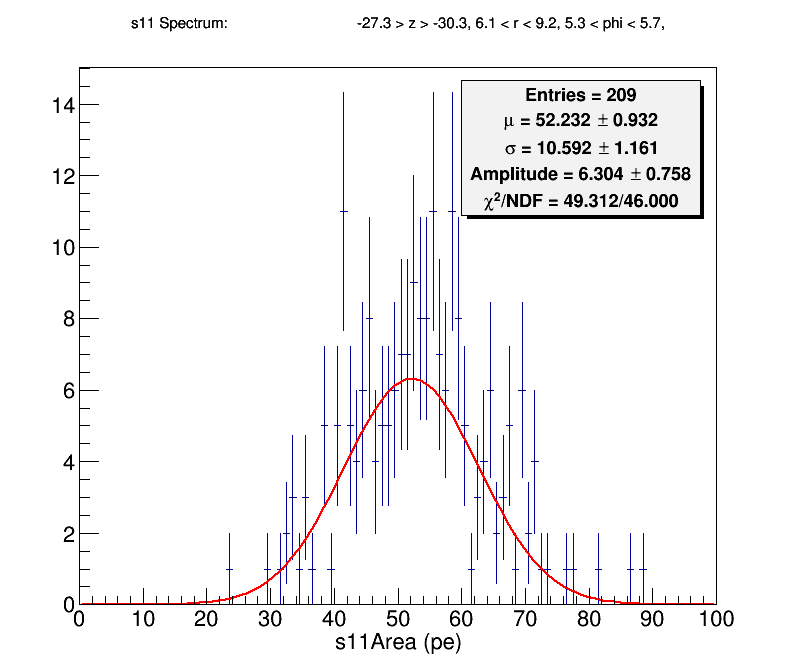 s11 Spectrum: -27.3 > z > -30.3, 6.1 < r < 9.2, 5.3 < phi < 5.7,
Entries = 209
μ = 52.232 ± 0.932
σ = 10.592 ± 1.161
Amplitude = 6.304 ± 0.758
χ²/NDF = 49.312/46.000
14
12
10
8
6
4
2
0
0 10 20 30 40 50 60 70 80 90 100
s11Area (pe)